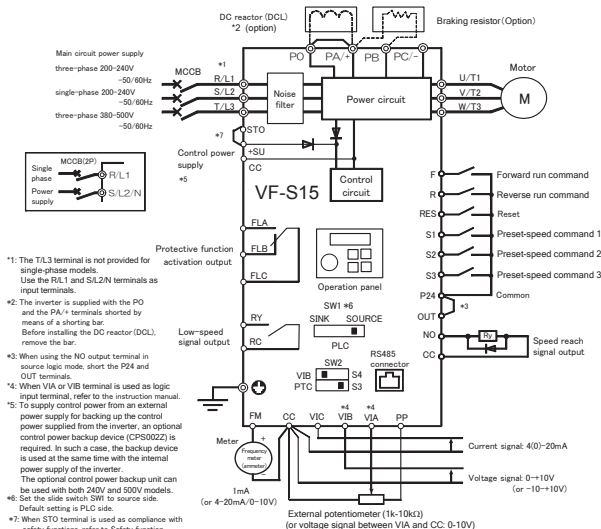 DC reactor (DCL)
*2 (option)
Braking resistor(Option)
PO
PA/+
PB
PC/-
Main circuit power supply
three-phase 200-240V
-50/60Hz
single-phase 200-240V
-50/60Hz
three-phase 380-500V
-50/60Hz
MCCB
*1
R/L1
S/L2
T/L3
Noise
filter
Power circuit
U/T1
V/T2
W/T3
Motor
M
*7
STO
+SU
CC
Control power
supply
*5
Control
circuit
VF-S15
MCCB(2P)
Single
phase
Power
supply
R/L1
S/L2/N
FLA
FLB
FLC
Protective function
activation output
Operation panel
RY
RC
Low-speed
signal output
SW1 *6
SINK
SOURCE
PLC
SW2
VIB
S4
PTC
S3
RS485
connector
F
Forward run command
R
Reverse run command
RES
Reset
S1
Preset-speed command 1
S2
Preset-speed command 2
S3
Preset-speed command 3
P24
Common
*3
OUT
NO
Ry
CC
Speed reach
signal output
*4
*4
FM
CC
VIC
VIB
VIA
PP
Meter
+
-
Frequency
meter
(ammeter)
1mA
(or 4-20mA/0-10V)
Current signal: 4(0)-20mA
Voltage signal: 0-+10V
(or -10-+10V)
External potentiometer (1k-10kΩ)
(or voltage signal between VIA and CC: 0-10V)
*1: The T/L3 terminal is not provided for
single-phase models.
Use the R/L1 and S/L2/N terminals as
input terminals.
*2: The inverter is supplied with the PO
and the PA/+ terminals shorted by
means of a shorting bar.
Before installing the DC reactor (DCL),
remove the bar.
*3: When using the NO output terminal in
source logic mode, short the P24 and
OUT terminals.
*4: When VIA or VIB terminal is used as logic
input terminal, refer to the instruction manual.
*5: To supply control power from an external
power supply for backing up the control
power supplied from the inverter, an optional
control power backup device (CPS002Z) is
required. In such a case, the backup device
is used at the same time with the internal
power supply of the inverter.
The optional control power backup unit can
be used with both 240V and 500V models.
*6: Set the slide switch SW1 to source side.
Default setting is PLC side.
*7: When STO terminal is used as compliance with
safety functions, refer to Safety function